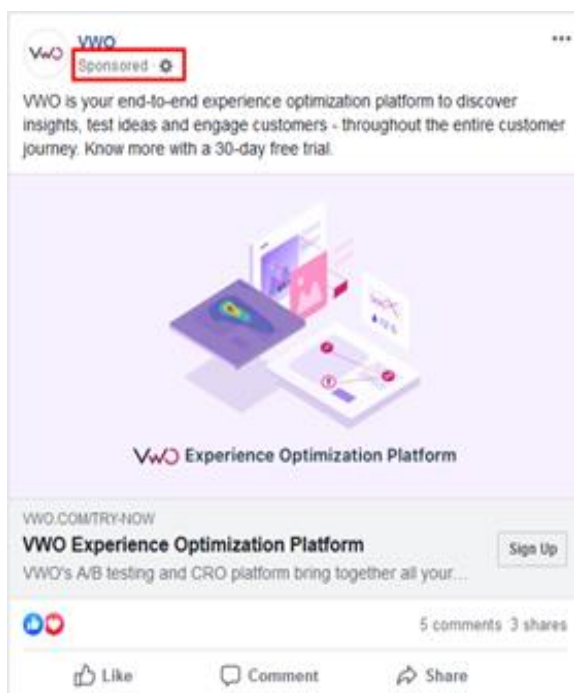 VWO VWO
Sponsored ·
VWO is your end-to-end experience optimization platform to discover
insights, test ideas and engage customers - throughout the entire customer
journey. Know more with a 30-day free trial.
VWO Experience Optimization Platform
VWO.COM/TRY-NOW
VWO Experience Optimization Platform
Sign Up
VWO's A/B testing and CRO platform bring together all your...
5 comments 3 shares
Like Comment Share